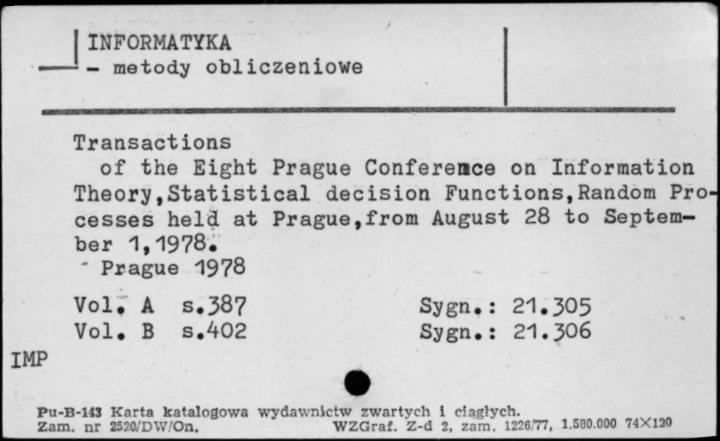 INFORMATYKA
- metody obliczeniowe
Transactions
of the Eight Prague Conference on Information
Theory,Statistical decision Functions,Random Pro-
cesses held at Prague,from August 28 to Septem-
ber 1,1978.
Prague 1978
Vol. A s.387 Sygn.: 21.305
Vol. B s.402 Sygn.: 21.306
IMP
Pu-B-143 Karta katalogowa wydawnictw zwartych i ciągłych.
Zam. nr 2520/DW/On. WZGraf. Z-d 2, zam. 1226/77, 1.580.000 74×120